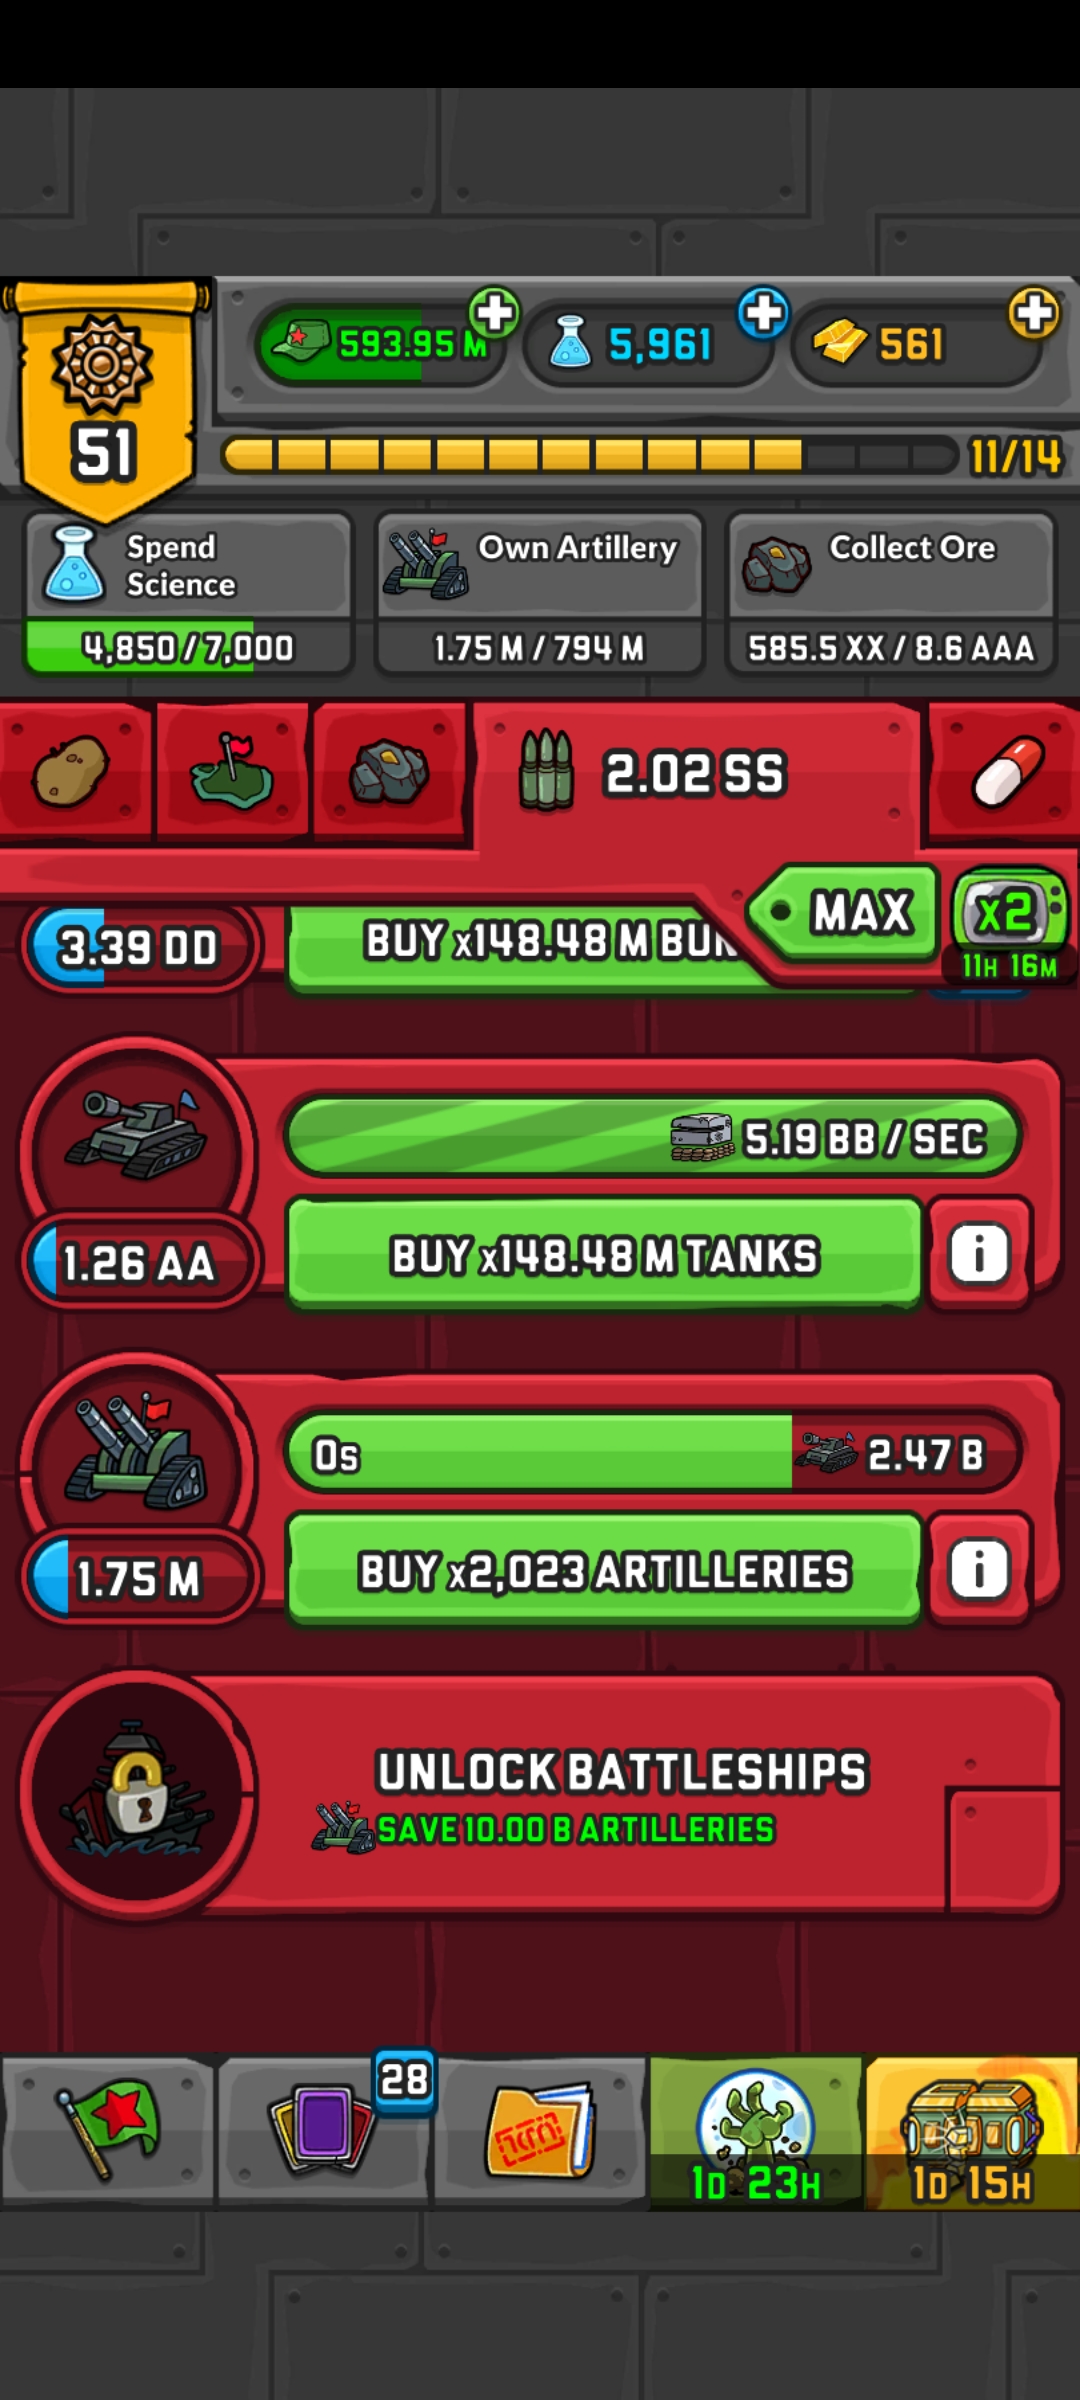 593.95 M
5,961
561
51
11/14
Spend
Science
Own Artillery
Collect Ore
4,850 / 7,000
1.75 M / 794 M
585.5 XX / 8.6 AAA
2.02 SS
MAX
x2
11H 16M
3.39 DD
BUY x148.48 M
5.19 BB / SEC
1.26 AA
BUY x148.48 M TANKS
i
0s
2.47 B
1.75 M
BUY x2,023 ARTILLERIES
i
UNLOCK BATTLESHIPS
SAVE 10.00 B ARTILLERIES
28
1D 23H
1D 15H